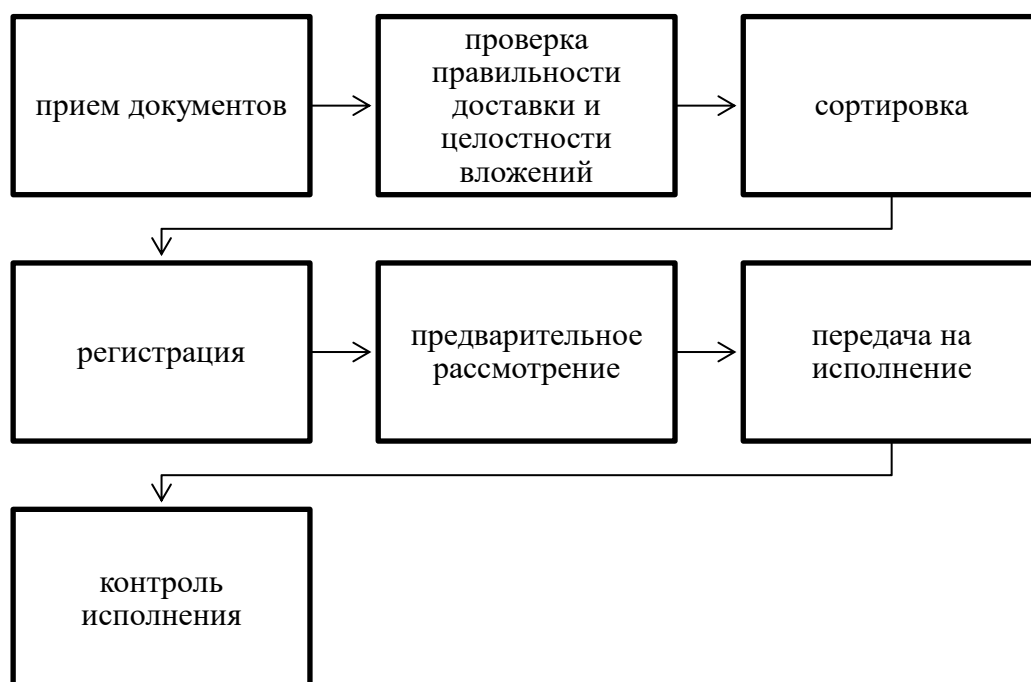 прием документов
проверка
правильности
доставки и
целостности
вложений
сортировка
регистрация
предварительное
рассмотрение
передача на
исполнение
контроль
исполнения